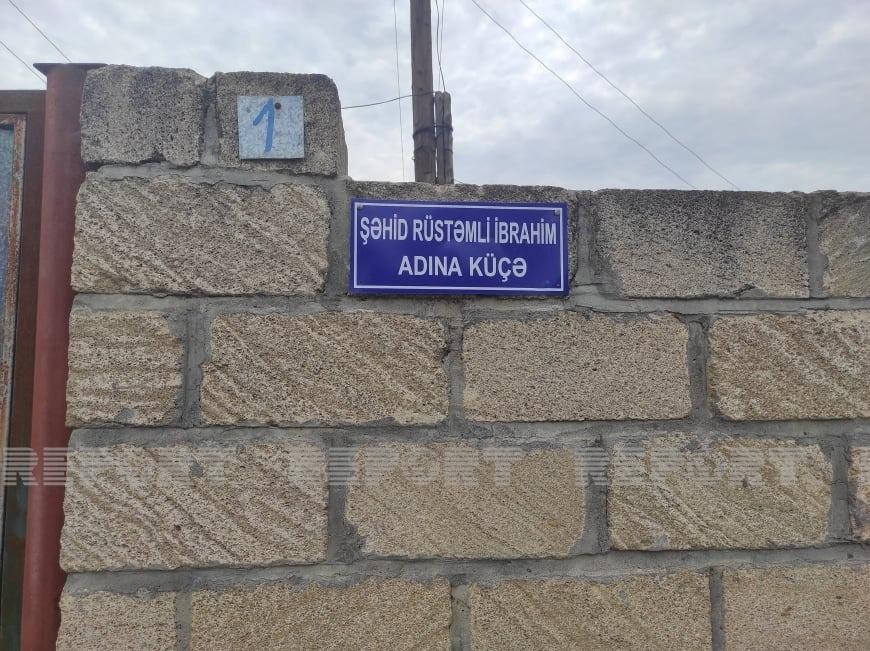 1
ŞƏHİD RÜSTƏMLİ İBRAHİM
ADINA KÜÇƏ
REPORT REPORT REPORT